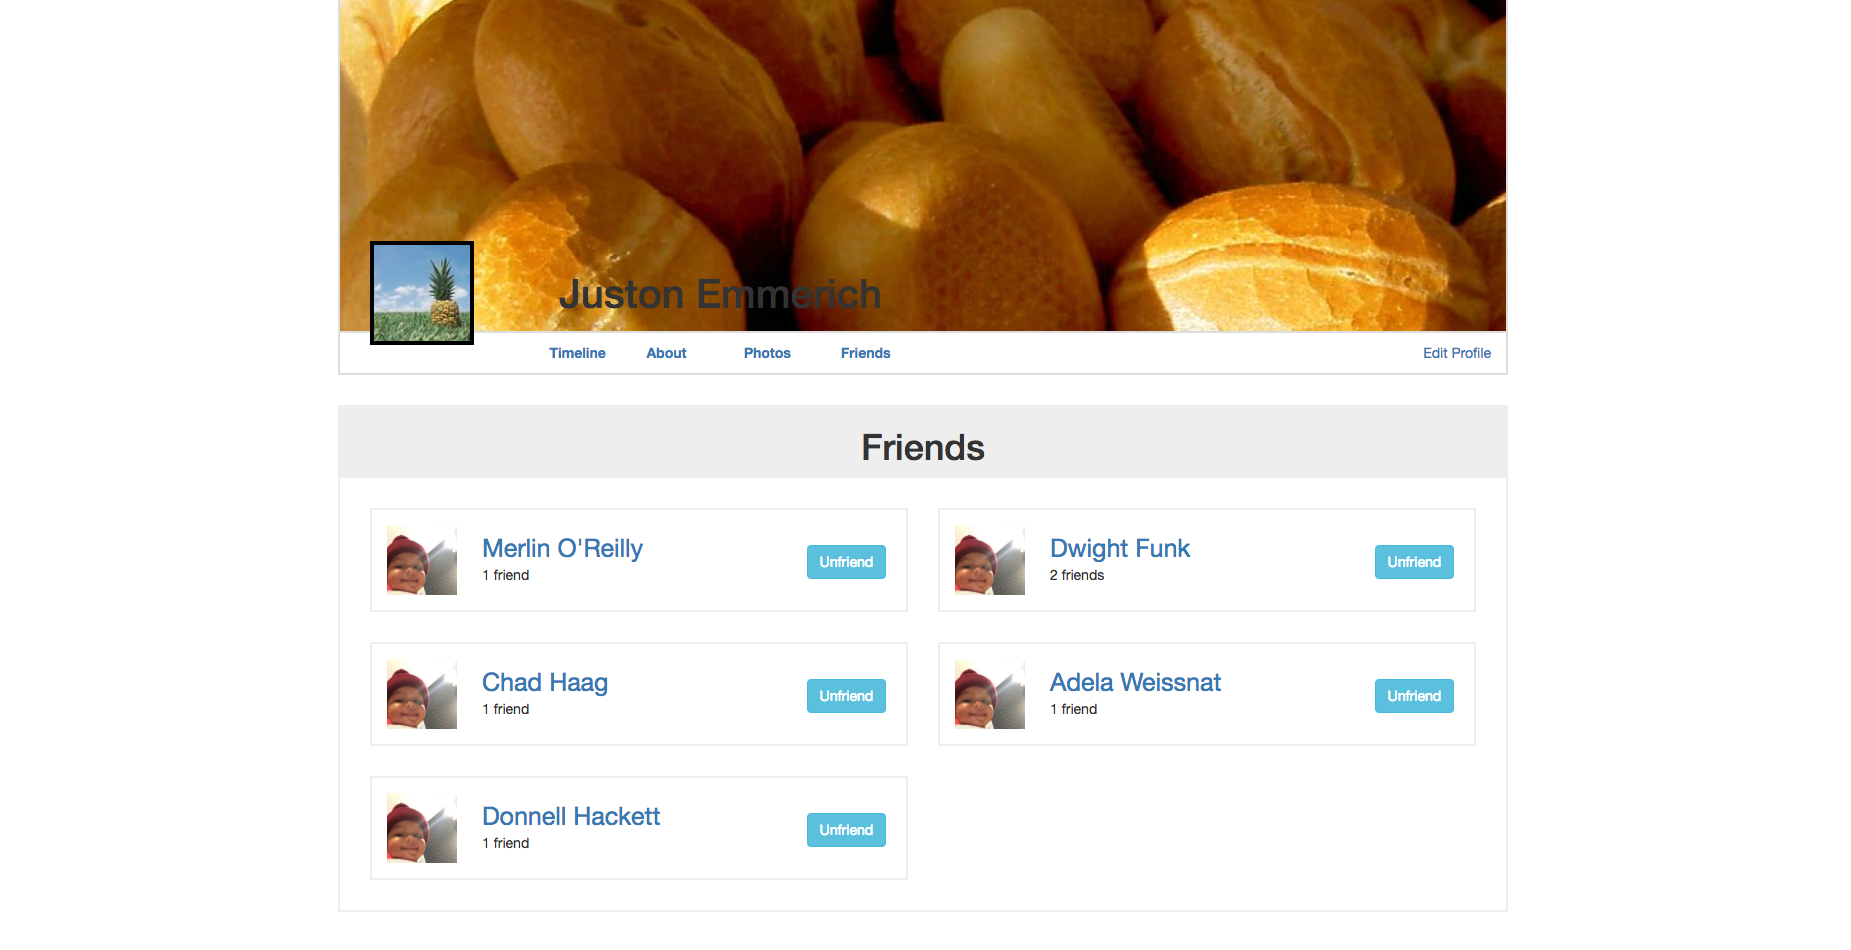 Juston Emmerich
Timeline About Photos Friends Edit Profile
Friends
Merlin O'Reilly
1 friend
Unfriend
Dwight Funk
2 friends
Unfriend
Chad Haag
1 friend
Unfriend
Adela Weissnat
1 friend
Unfriend
Donnell Hackett
1 friend
Unfriend